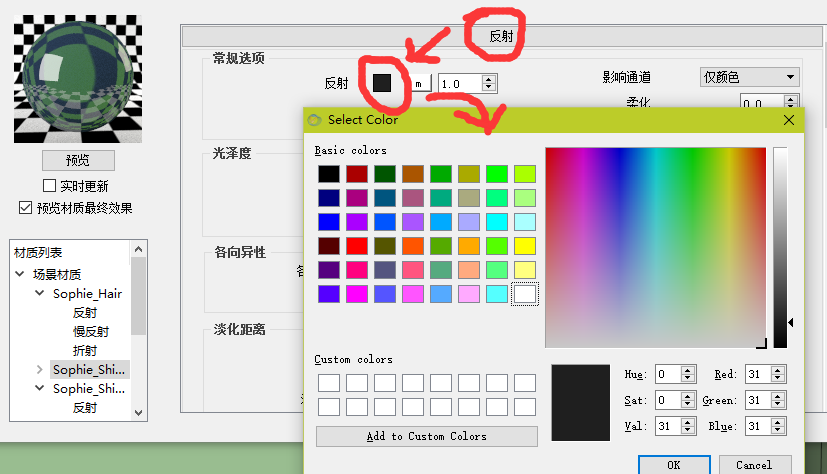 反射
常规选项
反射
m
1.0
影响通道
仅颜色
柔化
0.0
预览
实时更新
预览材质最终效果
光泽度
各向异性
淡化距离
材质列表
场景材质
Sophie_Hair
反射
慢反射
折射
Sophie_Shi...
Sophie_Shi...
反射
Select Color
Basic colors
Custom colors
Add to Custom Colors
Hue: 0 Red: 31
Sat: 0 Green: 31
Val: 31 Blue: 31
OK Cancel